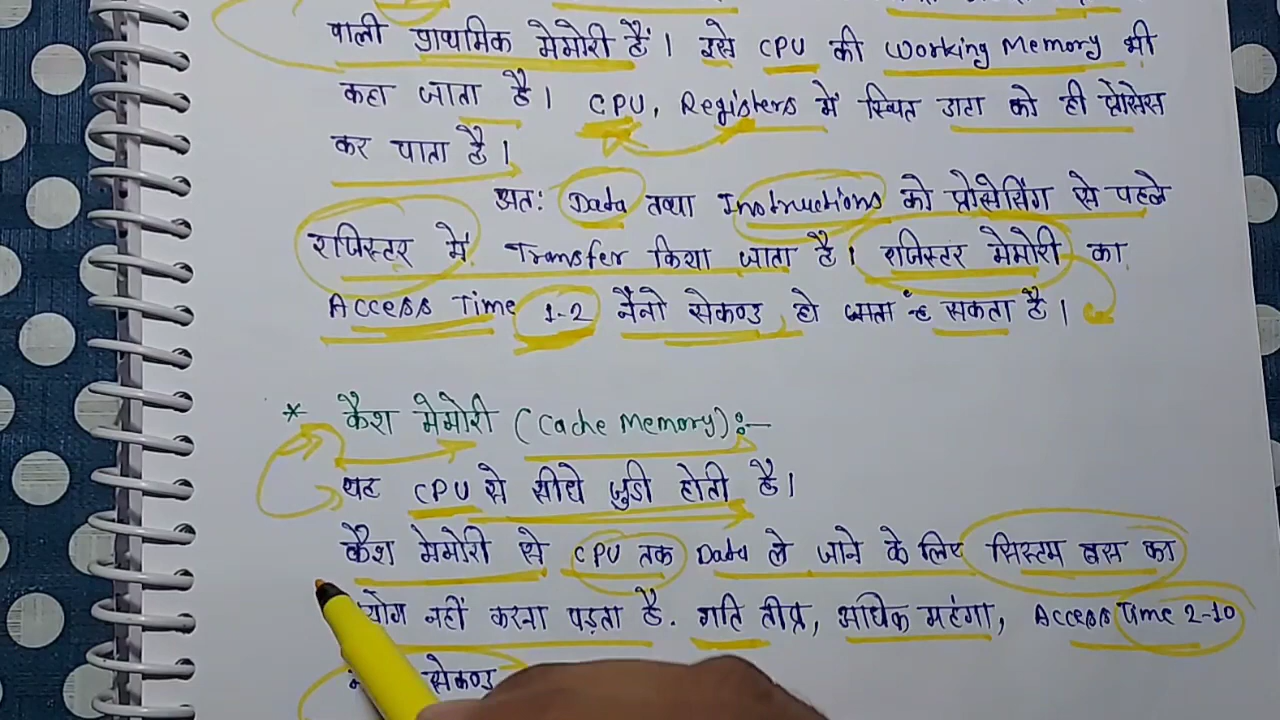 वाली प्राथमिक मेमोरी हैं। इसे CPU की Working Memory भी
कहा जाता है। CPU, Registers में स्थित डाटा को ही प्रोसेस
कर पाता है।
अतः Data तथा Instructions को प्रोसेसिंग से पहले
राजिस्टर में Transfer किया जाता है। राजिस्टर मेमोरी का
Access Time 1-2 नैनो सेकण्ड हो सकता है।
* कैश मेमोरी (Cache Memory):-
यह CPU से सीधे जुडी होती है।
कैश मेमोरी से CPU तक Data ले जाने के लिए सिस्टम बस का
नहीं करना पड़ता है. गति तीव्र, अधिक महंगा, Access Time 2-10
सेकण्ड